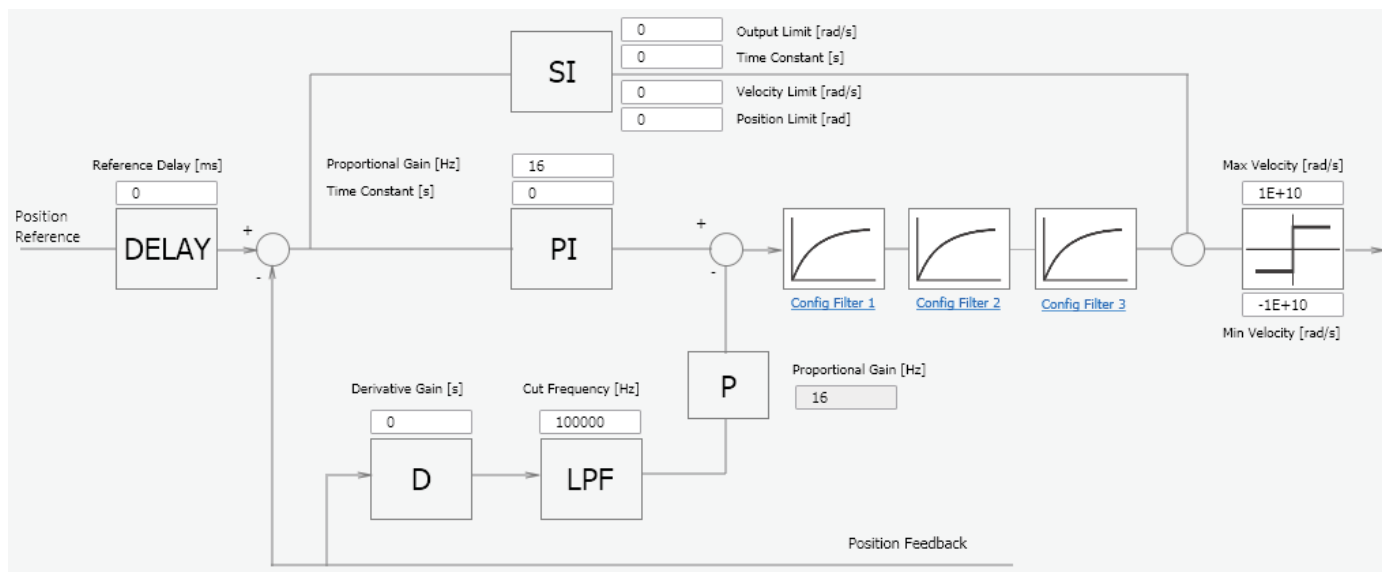 SI
0
Output Limit [rad/s]
0
Time Constant [s]
0
Velocity Limit [rad/s]
0
Position Limit [rad]
Reference Delay [ms]
0
Position
Reference
DELAY
+
-
Proportional Gain [Hz]
16
Time Constant [s]
0
PI
+
-
Config Filter 1
Config Filter 2
Config Filter 3
Max Velocity [rad/s]
1E+10
-1E+10
Min Velocity [rad/s]
P
Proportional Gain [Hz]
16
Derivative Gain [s]
0
D
Cut Frequency [Hz]
100000
LPF
Position Feedback